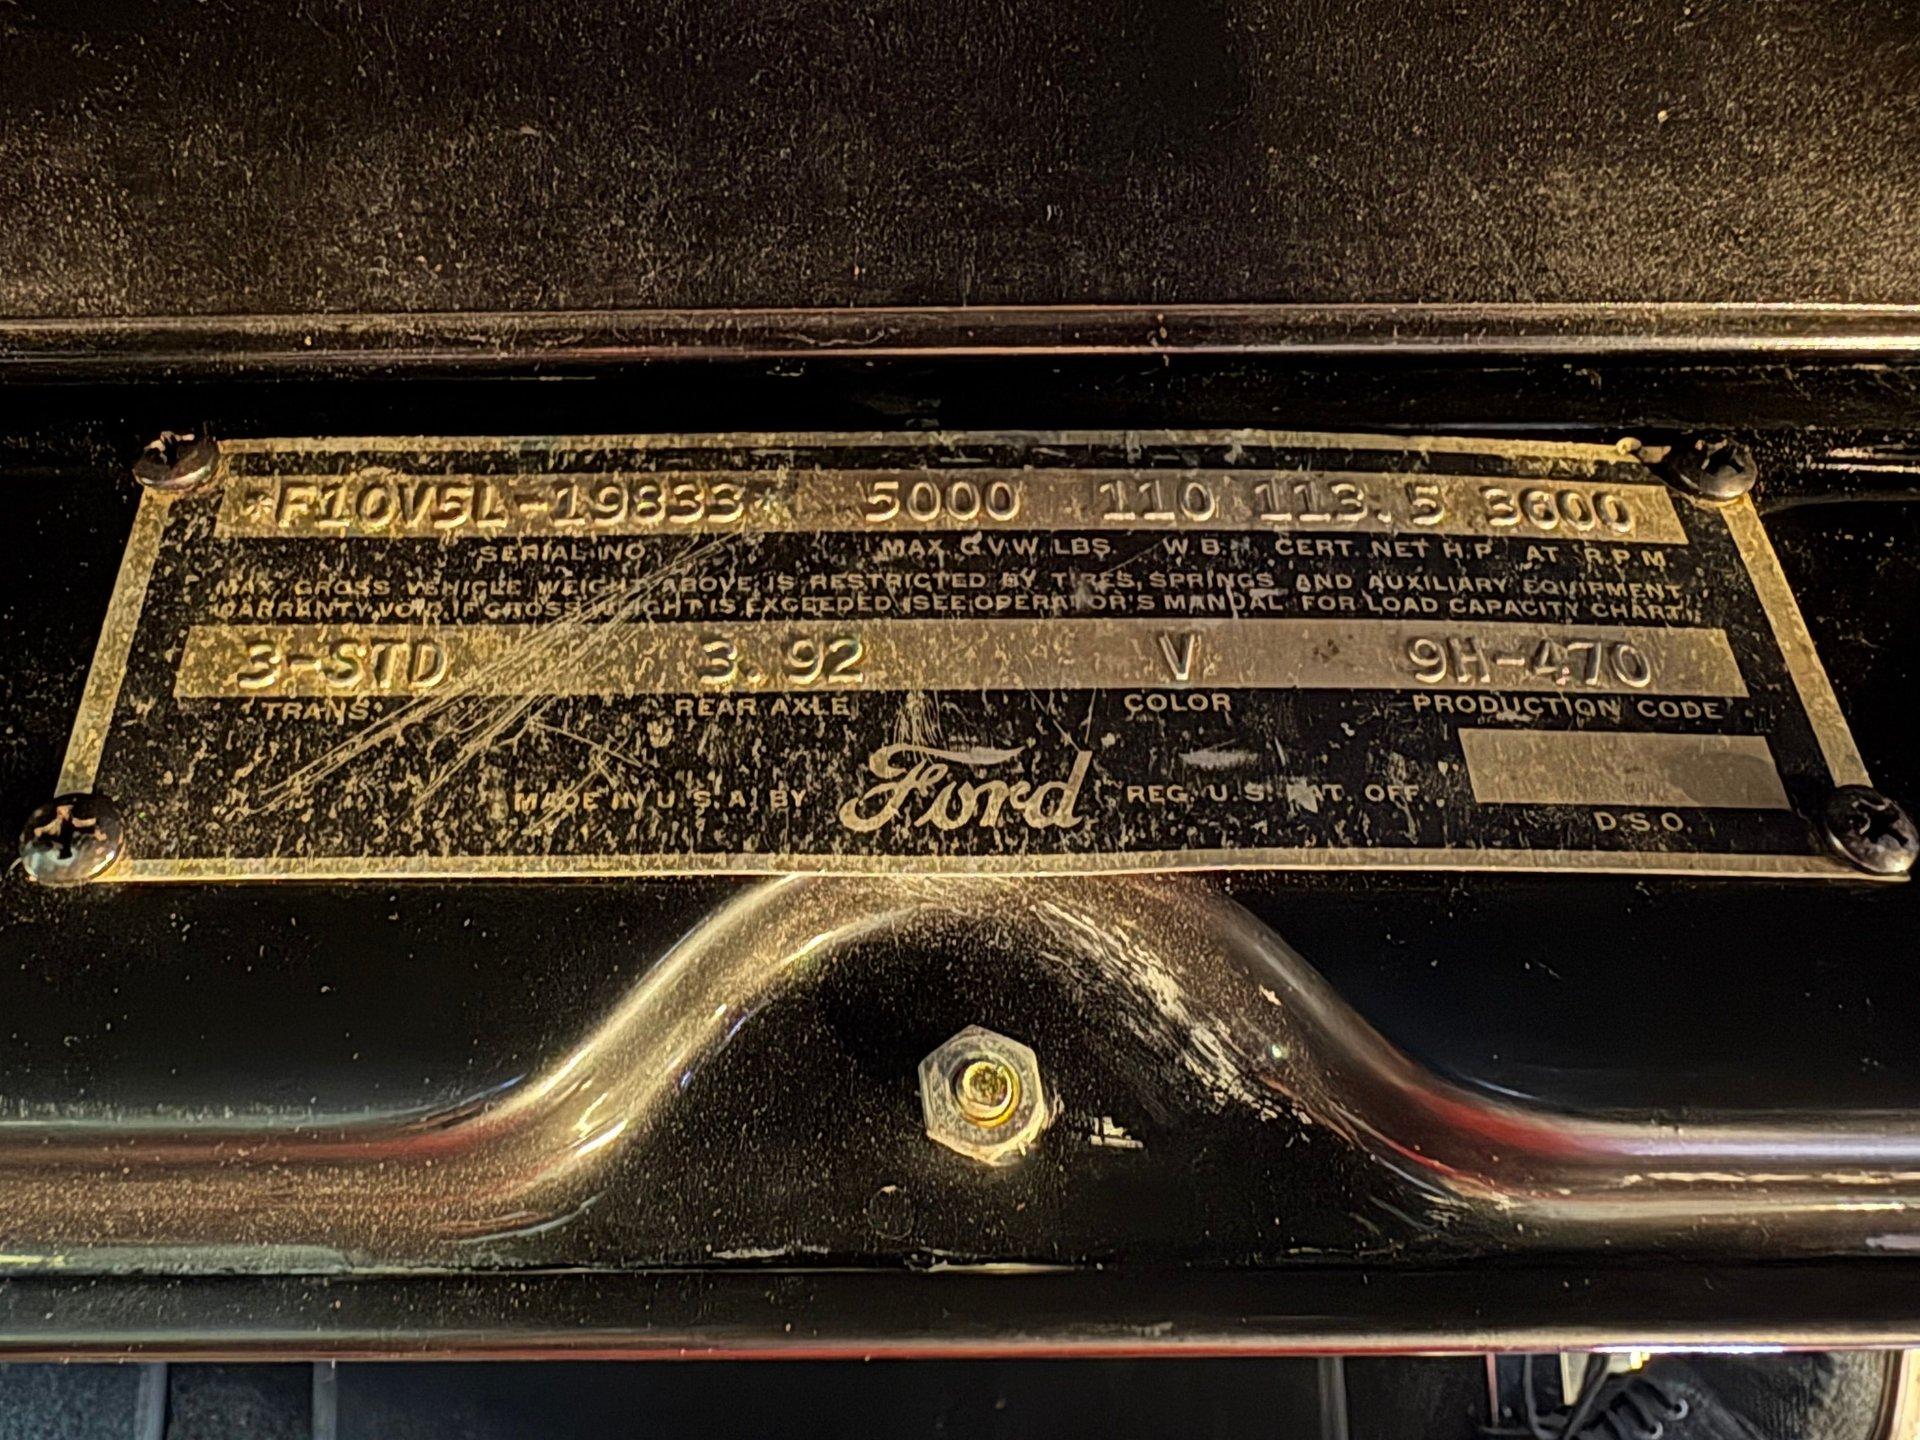 *F10V5L-19833* 5000 110 113.5 3600
SERIAL NO. MAX. G.V.W. LBS. W.B. CERT. NET H.P. AT R.P.M.
MAX. GROSS VEHICLE WEIGHT ABOVE IS RESTRICTED BY TIRES, SPRINGS AND AUXILIARY EQUIPMENT.
WARRANTY VOID IF GROSS WEIGHT IS EXCEEDED (SEE OPERATOR'S MANUAL FOR LOAD CAPACITY CHART).
3-STD 3.92 V 9H-470
TRANS. REAR AXLE COLOR PRODUCTION CODE
MADE IN U.S.A. BY Ford REG. U.S. PAT. OFF.
D.S.O.